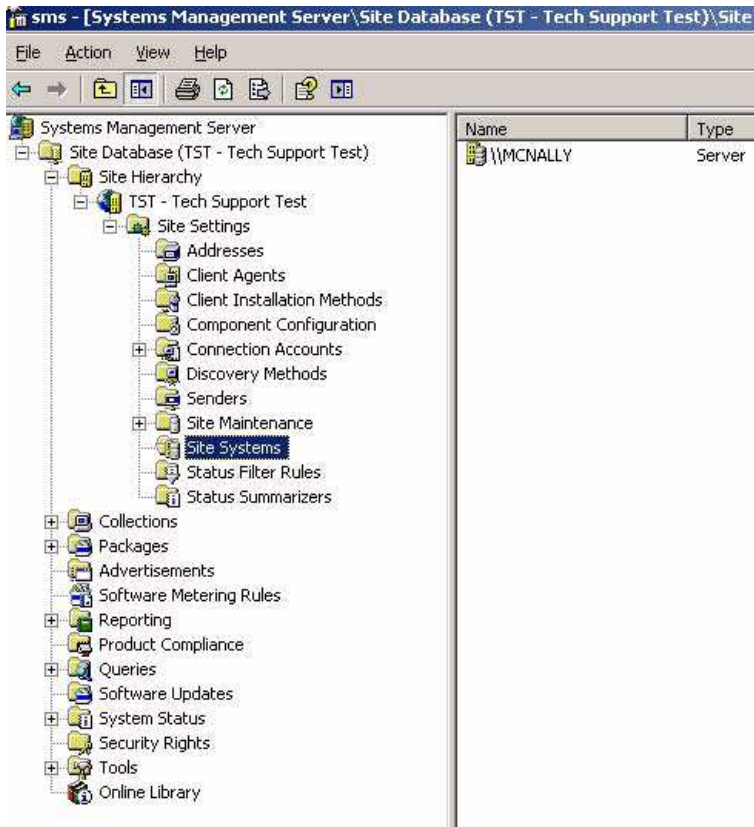 sms - [Systems Management Server\Site Database (TST - Tech Support Test)\Site
File Action View Help
Name Type
\\MCNALLY Server
Systems Management Server
Site Database (TST - Tech Support Test)
Site Hierarchy
TST - Tech Support Test
Site Settings
Addresses
Client Agents
Client Installation Methods
Component Configuration
Connection Accounts
Discovery Methods
Senders
Site Maintenance
Site Systems
Status Filter Rules
Status Summarizers
Collections
Packages
Advertisements
Software Metering Rules
Reporting
Product Compliance
Queries
Software Updates
System Status
Security Rights
Tools
Online Library